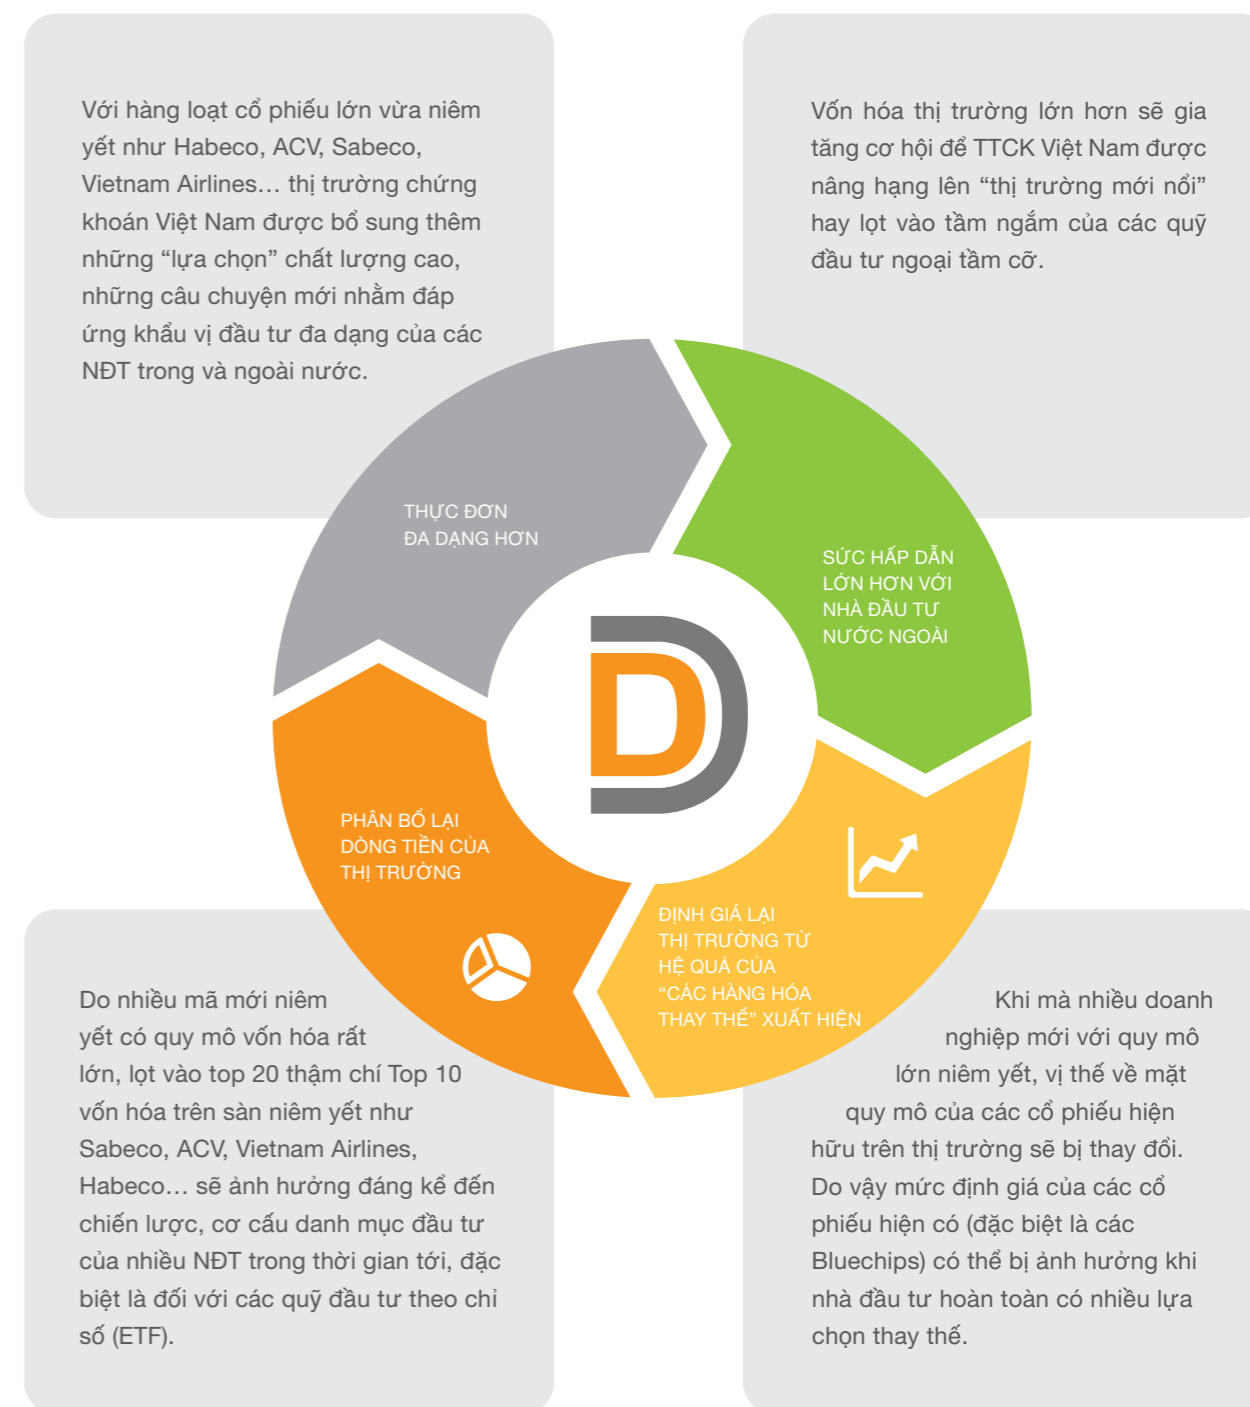 Với hàng loạt cổ phiếu lớn vừa niêm
yết như Habeco, ACV, Sabeco,
Vietnam Airlines… thị trường chứng
khoán Việt Nam được bổ sung thêm
những “lựa chọn” chất lượng cao,
những câu chuyện mới nhằm đáp
ứng khẩu vị đầu tư đa dạng của các
NĐT trong và ngoài nước.
Vốn hóa thị trường lớn hơn sẽ gia
tăng cơ hội để TTCK Việt Nam được
nâng hạng lên “thị trường mới nổi”
hay lọt vào tầm ngắm của các quỹ
đầu tư ngoại tầm cỡ.
THỰC ĐƠN
ĐA DẠNG HƠN
SỨC HẤP DẪN
LỚN HƠN VỚI
NHÀ ĐẦU TƯ
NƯỚC NGOÀI
D
PHÂN BỔ LẠI
DÒNG TIỀN CỦA
THỊ TRƯỜNG
ĐỊNH GIÁ LẠI
THỊ TRƯỜNG TỪ
HỆ QUẢ CỦA
“CÁC HÀNG HÓA
THAY THẾ” XUẤT HIỆN
Do nhiều mã mới niêm
yết có quy mô vốn hóa rất
lớn, lọt vào top 20 thậm chí Top 10
vốn hóa trên sàn niêm yết như
Sabeco, ACV, Vietnam Airlines,
Habeco… sẽ ảnh hưởng đáng kể đến
chiến lược, cơ cấu danh mục đầu tư
của nhiều NĐT trong thời gian tới, đặc
biệt là đối với các quỹ đầu tư theo chỉ
số (ETF).
Khi mà nhiều doanh
nghiệp mới với quy mô
lớn niêm yết, vị thế về mặt
quy mô của các cổ phiếu hiện
hữu trên thị trường sẽ bị thay đổi.
Do vậy mức định giá của các cổ
phiếu hiện có (đặc biệt là các
Bluechips) có thể bị ảnh hưởng khi
nhà đầu tư hoàn toàn có nhiều lựa
chọn thay thế.